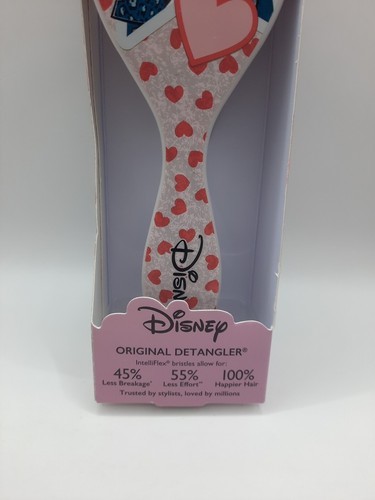 Disney
Disney
ORIGINAL DETANGLER®
IntelliFlex® bristles allow for:
45% 55% 100%
Less Breakage* Less Effort** Happier Hair
Trusted by stylists, loved by millions